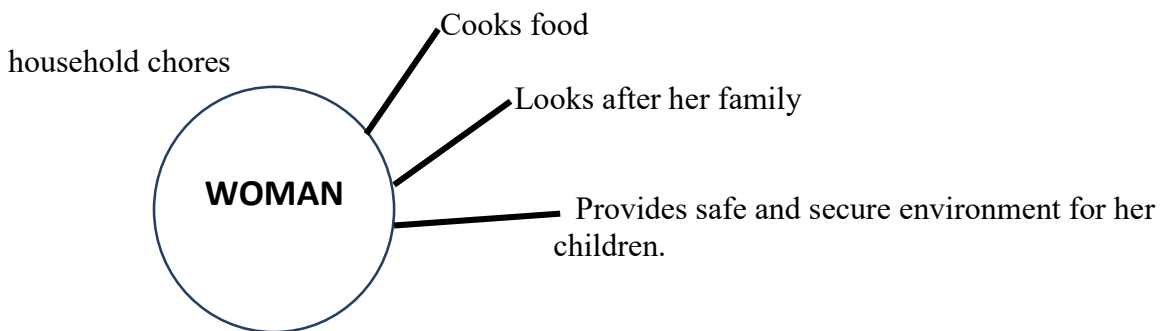 Cooks food
household chores
Looks after her family
WOMAN
Provides safe and secure environment for her
children.